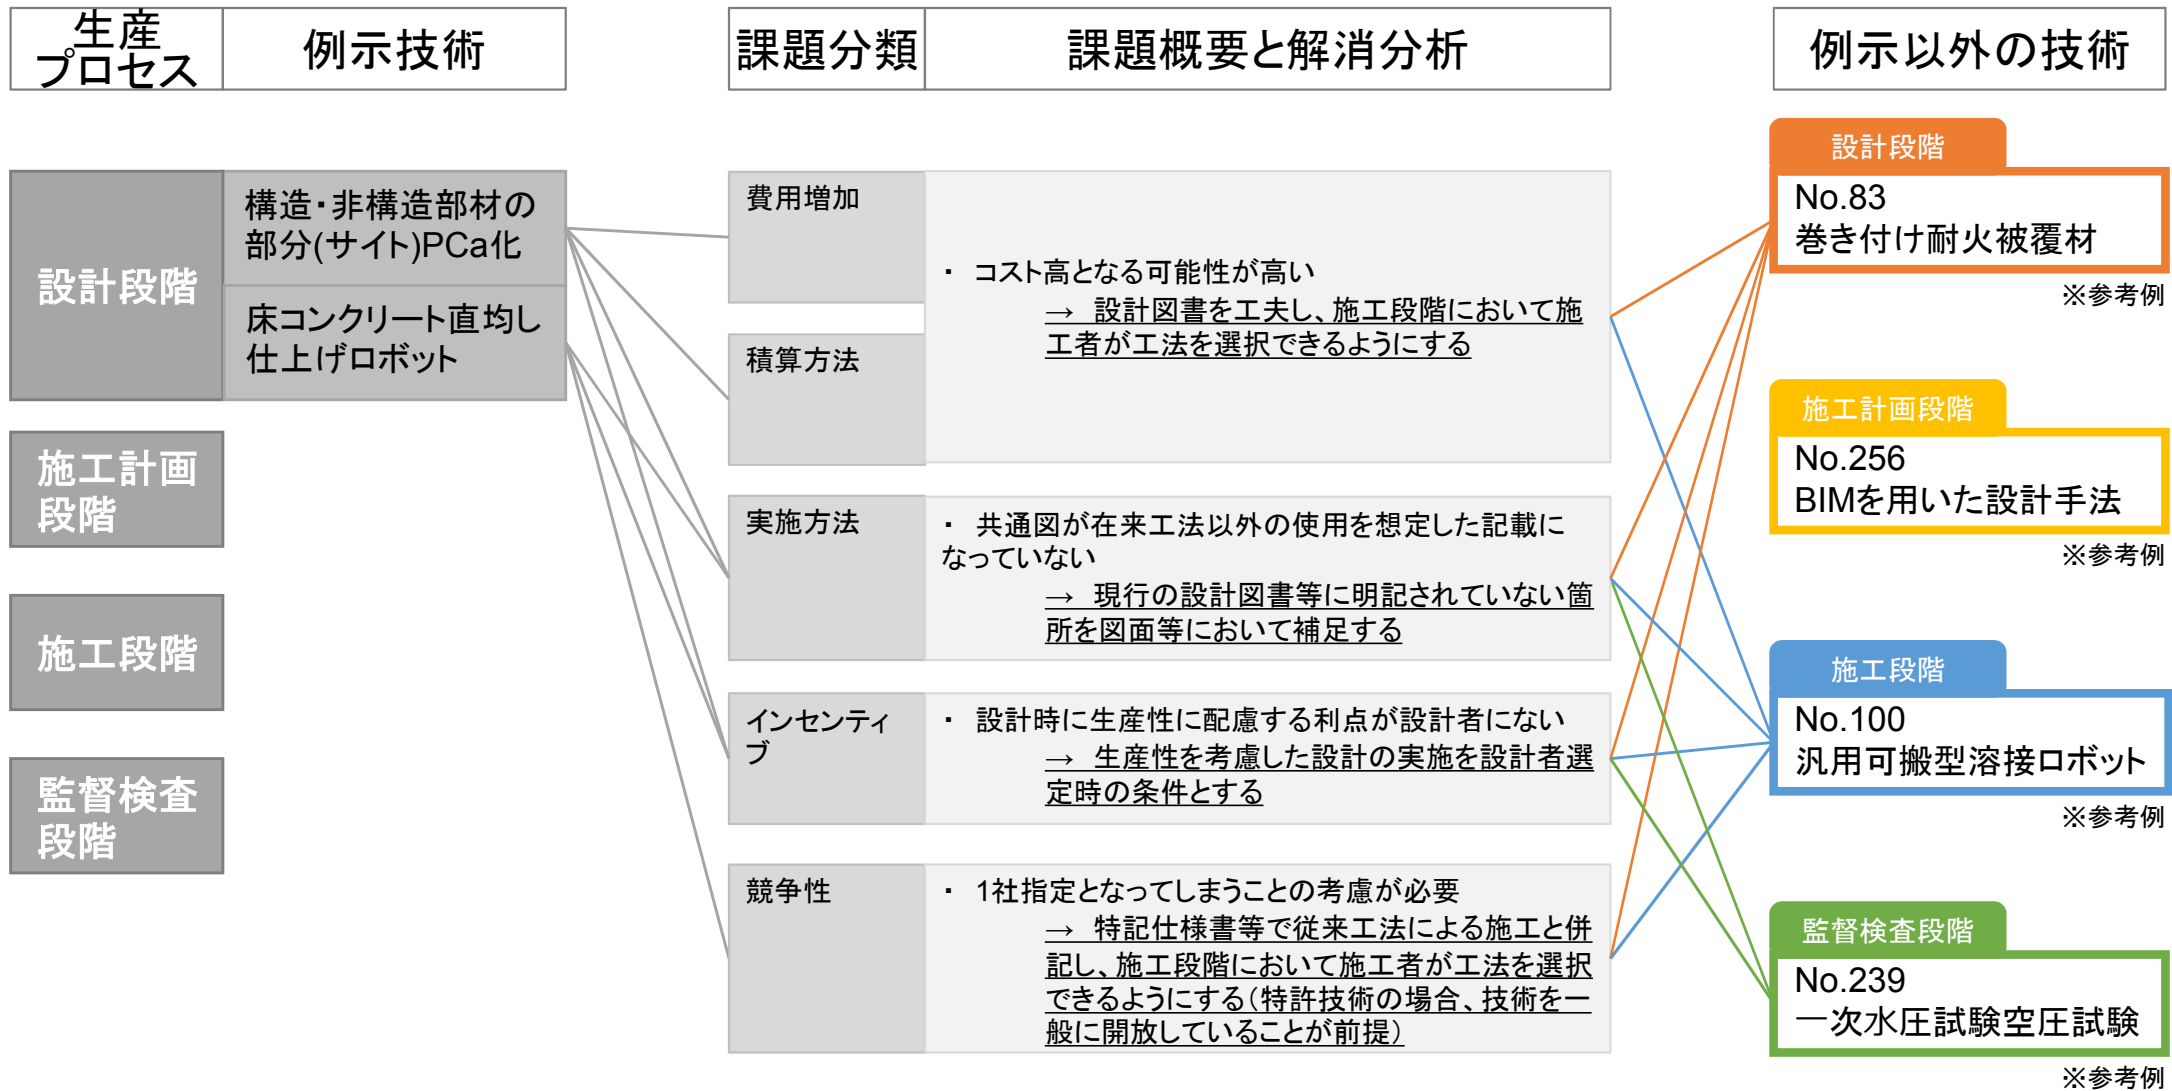 生産
プロセス
例示技術
課題分類
課題概要と解消分析
例示以外の技術
設計段階
構造・非構造部材の
部分(サイト)PCa化
床コンクリート直均し
仕上げロボット
施工計画
段階
施工段階
監督検査
段階
費用増加
積算方法
・ コスト高となる可能性が高い
→ 設計図書を工夫し、施工段階において施
工者が工法を選択できるようにする
実施方法
・ 共通図が在来工法以外の使用を想定した記載に
なっていない
→ 現行の設計図書等に明記されていない箇
所を図面等において補足する
インセンティ
ブ
・ 設計時に生産性に配慮する利点が設計者にない
→ 生産性を考慮した設計の実施を設計者選
定時の条件とする
競争性
・ 1社指定となってしまうことの考慮が必要
→ 特記仕様書等で従来工法による施工と併
記し、施工段階において施工者が工法を選択
できるようにする（特許技術の場合、技術を一
般に開放していることが前提）
設計段階
No.83
巻き付け耐火被覆材
※参考例
施工計画段階
No.256
BIMを用いた設計手法
※参考例
施工段階
No.100
汎用可搬型溶接ロボット
※参考例
監督検査段階
No.239
一次水圧試験空圧試験
※参考例